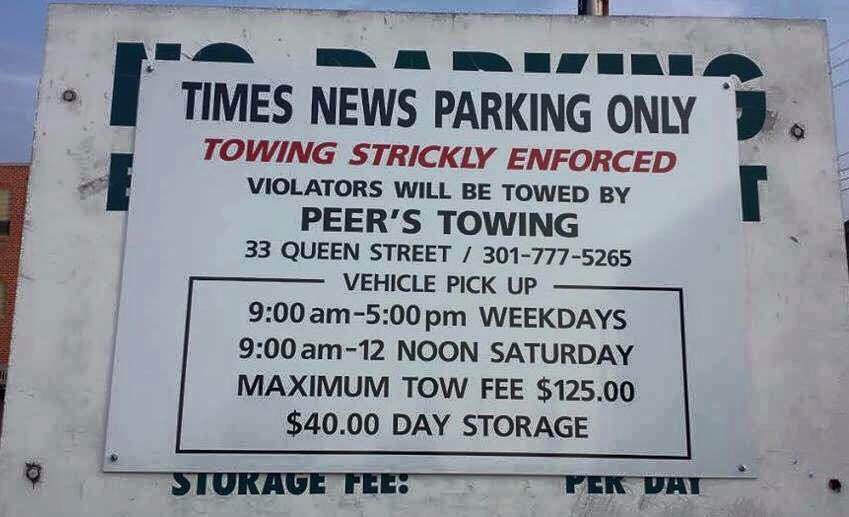 NO PARKING
TIMES NEWS PARKING ONLY
TOWING STRICKLY ENFORCED
VIOLATORS WILL BE TOWED BY
PEER'S TOWING
33 QUEEN STREET / 301-777-5265
VEHICLE PICK UP
9:00 am-5:00 pm WEEKDAYS
9:00 am-12 NOON SATURDAY
MAXIMUM TOW FEE $125.00
$40.00 DAY STORAGE
STORAGE FEE: PER DAY